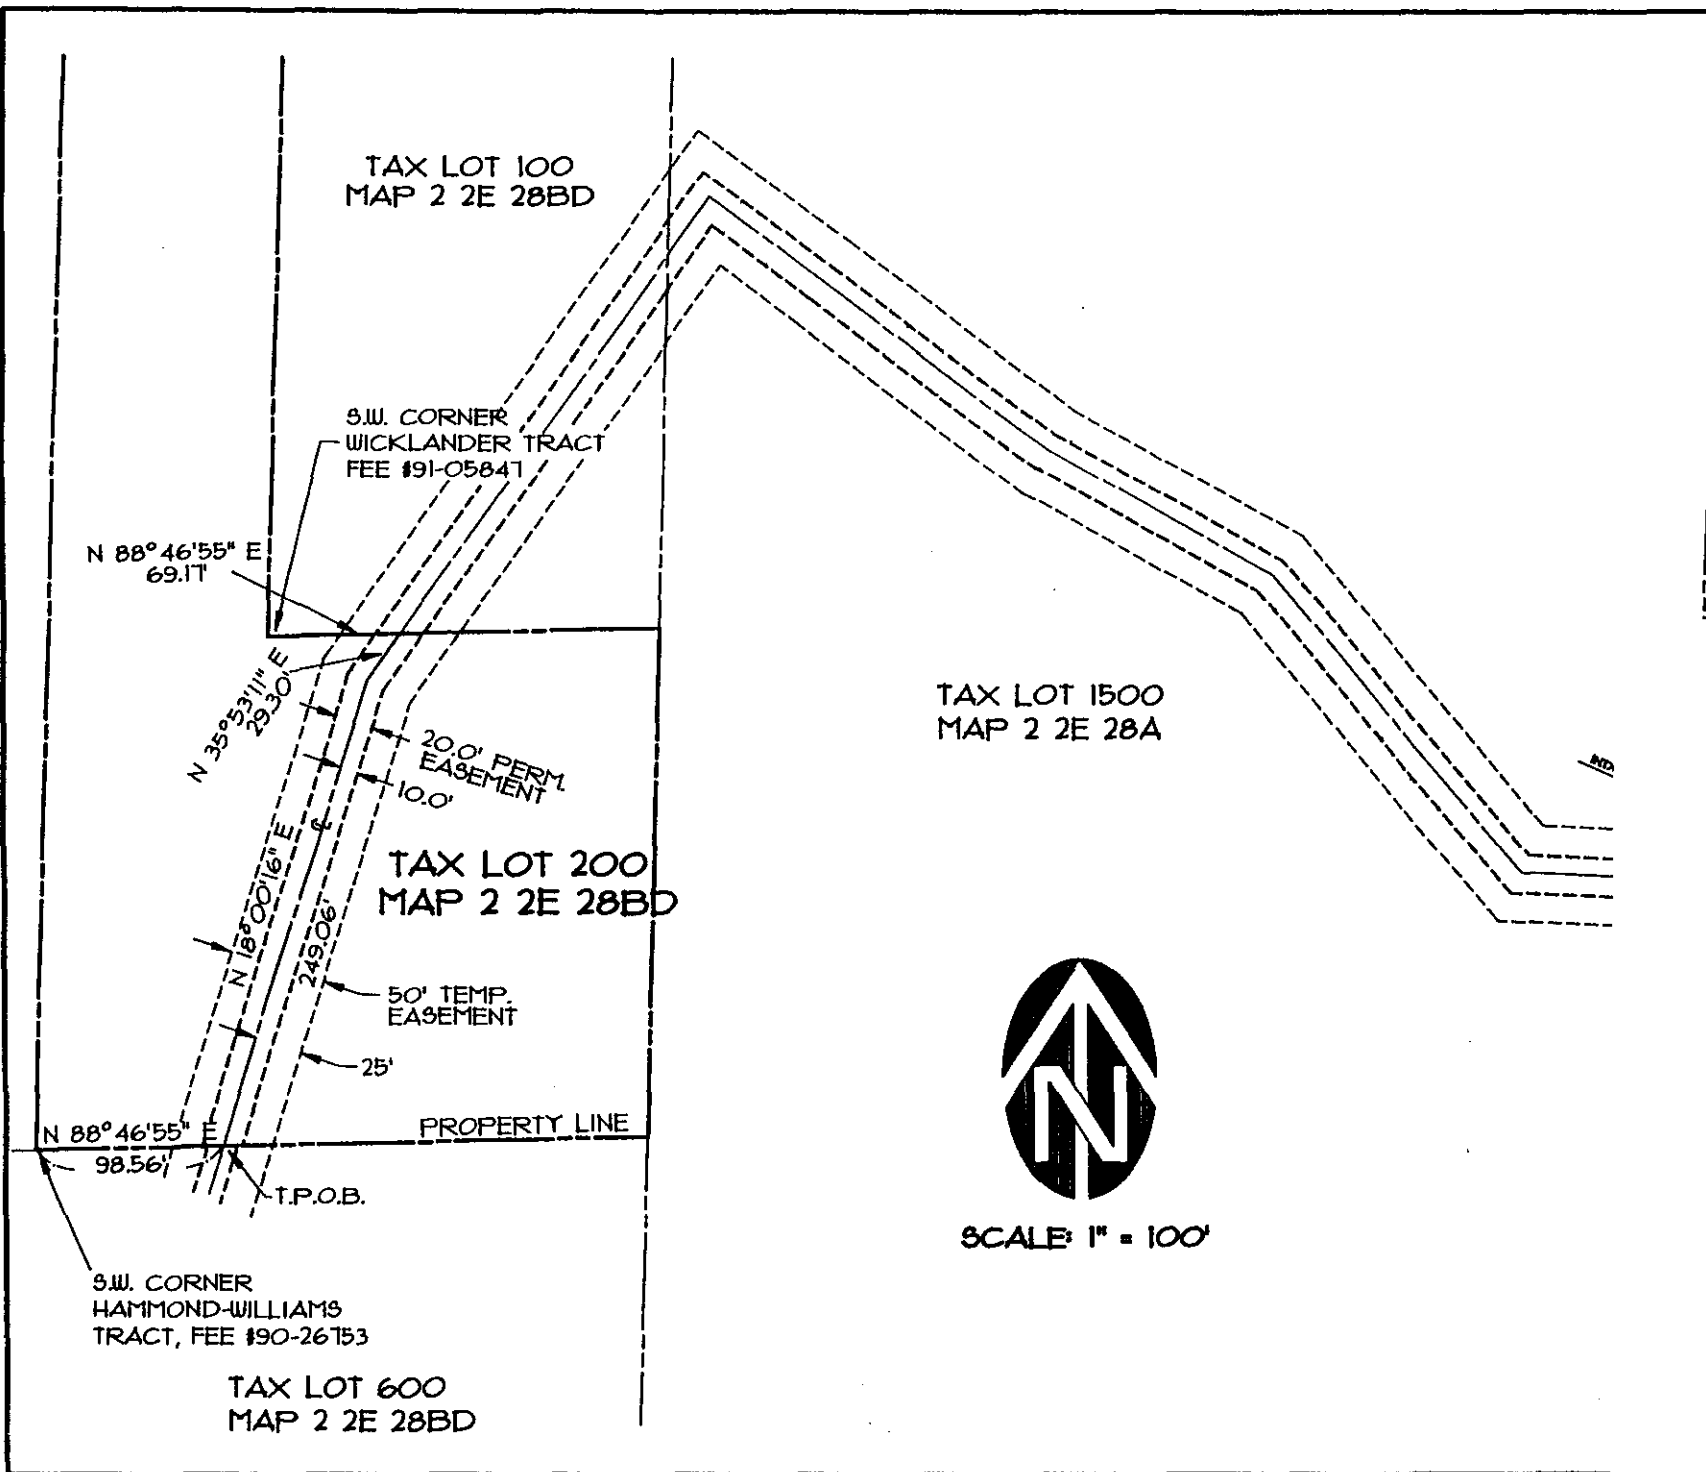 TAX LOT 100
MAP 2 2E 28BD
S.W. CORNER
WICKLANDER TRACT
FEE #91-05847
N 88°46'55" E
69.17'
N 35°53'11" E
29.30'
20.0' PERM.
EASEMENT
10.0'
TAX LOT 1500
MAP 2 2E 28A
℄
N 18°00'16" E
249.06'
TAX LOT 200
MAP 2 2E 28BD
50' TEMP.
EASEMENT
25'
N 88°46'55" E
98.56'
PROPERTY LINE
T.P.O.B.
N
SCALE: 1" = 100'
S.W. CORNER
HAMMOND-WILLIAMS
TRACT, FEE #90-26753
TAX LOT 600
MAP 2 2E 28BD